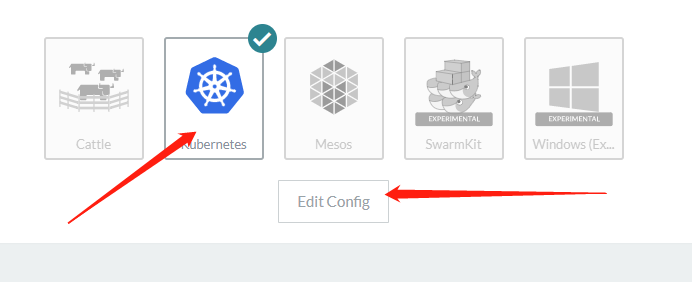 EXPERIMENTAL
EXPERIMENTAL
Cattle
Kubernetes
Mesos
SwarmKit
Windows (Ex...
Edit Config